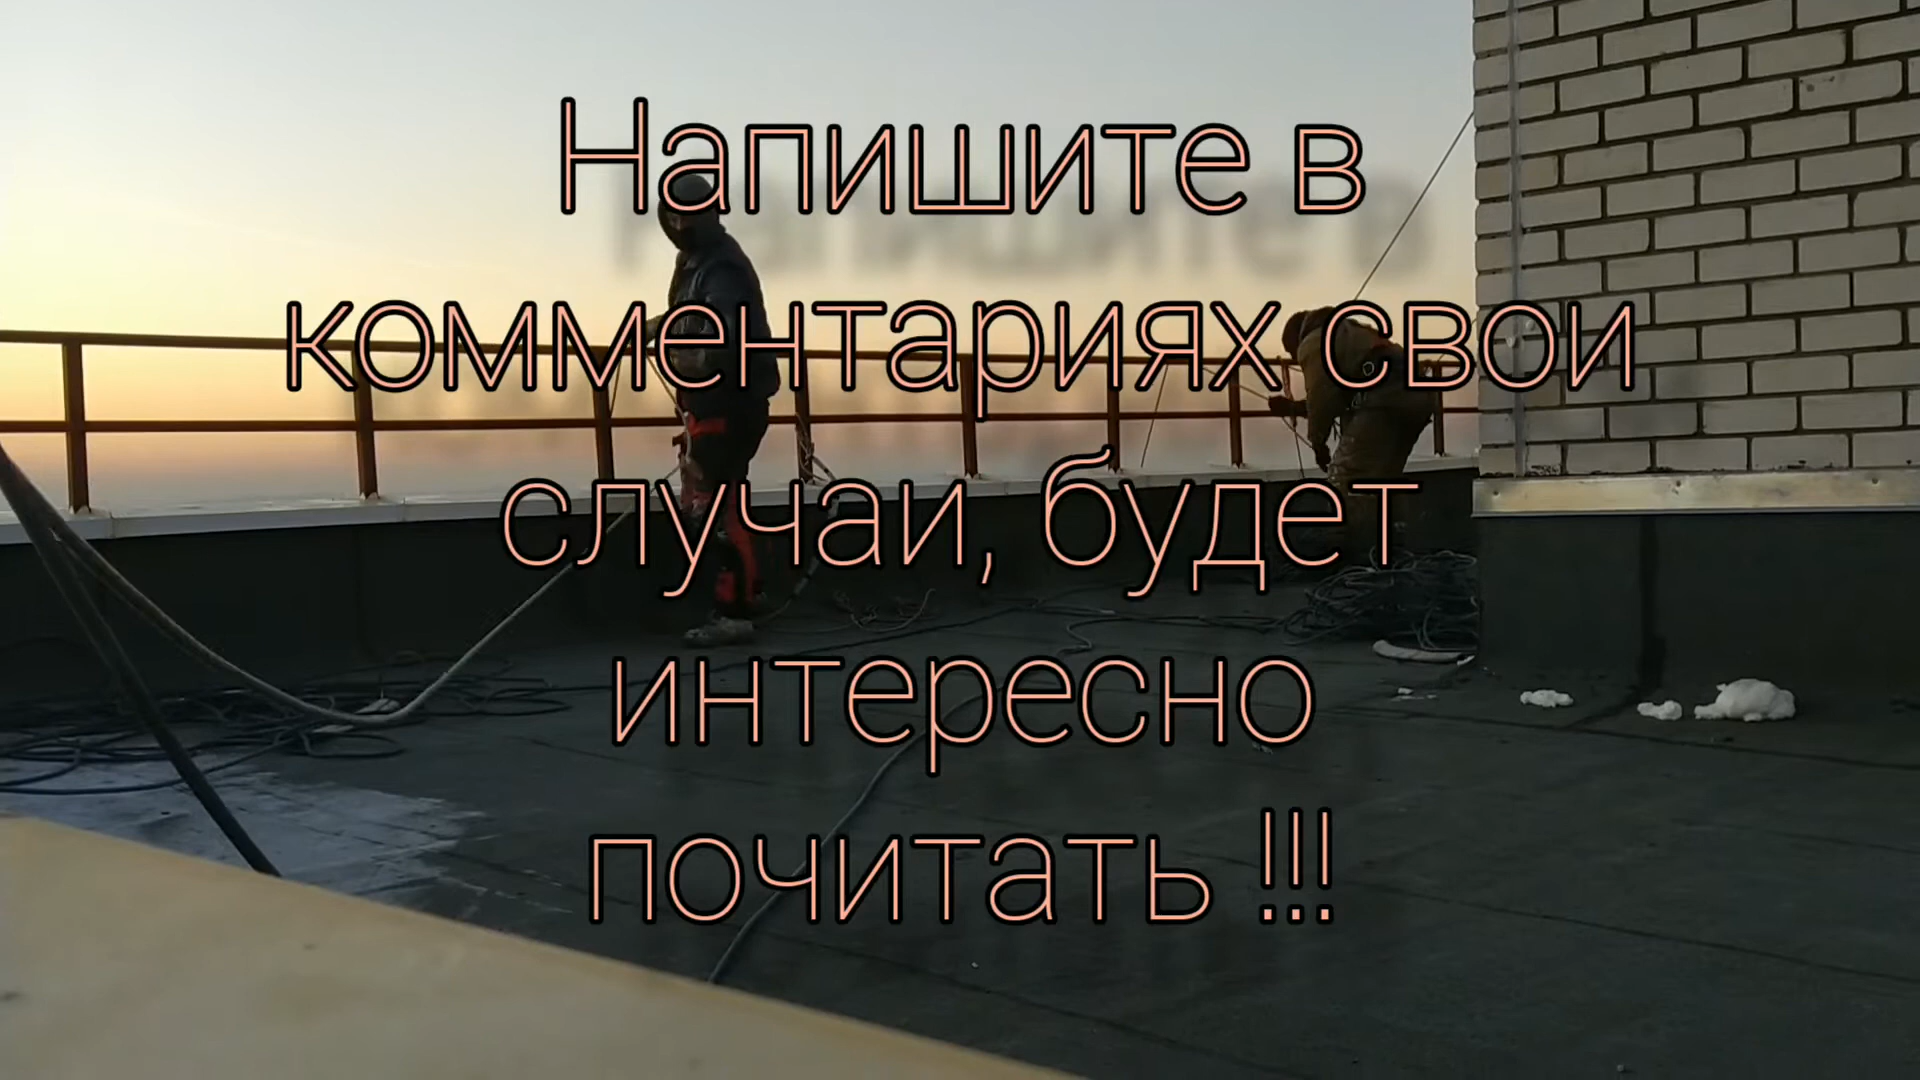 Напишите в
комментариях свои
случаи, будет
интересно
почитать !!!